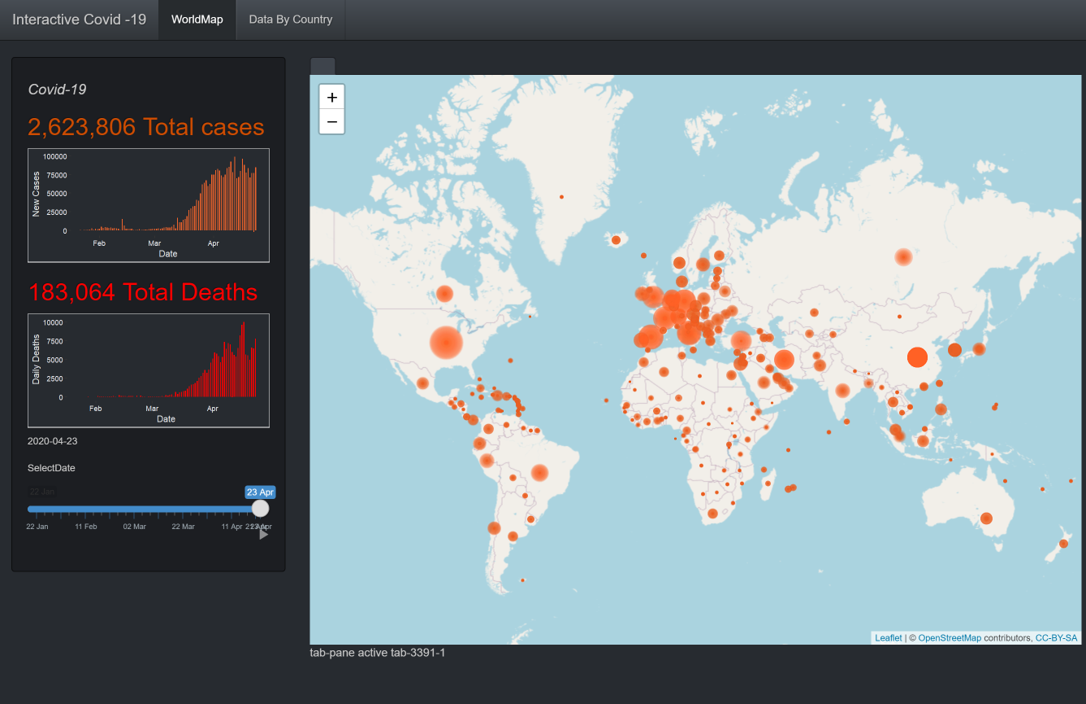 Interactive Covid -19 WorldMap Data By Country
Covid-19
2,623,806 Total cases
100000
75000
50000
25000
0
New Cases
Feb Mar Apr
Date
183,064 Total Deaths
10000
7500
5000
2500
0
Daily Deaths
Feb Mar Apr
Date
2020-04-23
SelectDate
22 Jan 23 Apr
22 Jan 11 Feb 02 Mar 22 Mar 11 Apr
+
−
Leaflet | © OpenStreetMap contributors, CC-BY-SA
tab-pane active tab-3391-1